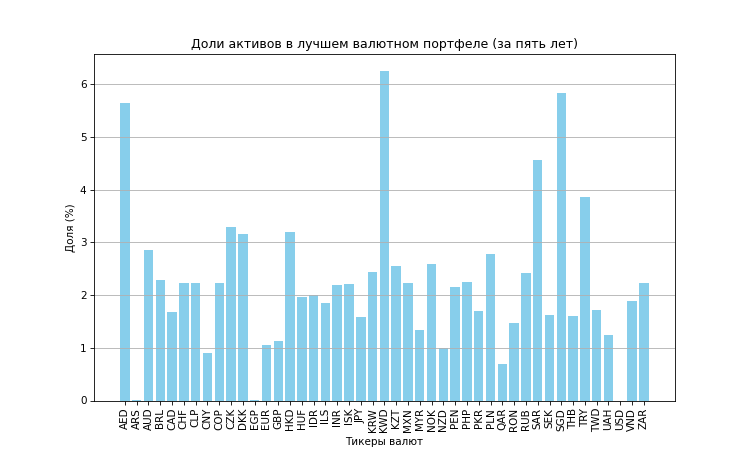 Доли активов в лучшем валютном портфеле (за пять лет)
Доля (%)
6
5
4
3
2
1
0
AED
ARS
AUD
BRL
CAD
CHF
CLP
CNY
COP
CZK
DKK
EGP
EUR
GBP
HKD
HUF
IDR
ILS
INR
ISK
JPY
KRW
KWD
KZT
MXN
MYR
NOK
NZD
PEN
PHP
PKR
PLN
QAR
RON
RUB
SAR
SEK
SGD
THB
TRY
TWD
UAH
USD
VND
ZAR
Тикеры валют